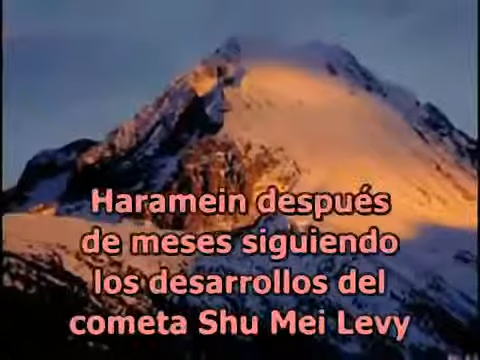 Haramein después
de meses siguiendo
los desarrollos del
cometa Shu Mei Levy